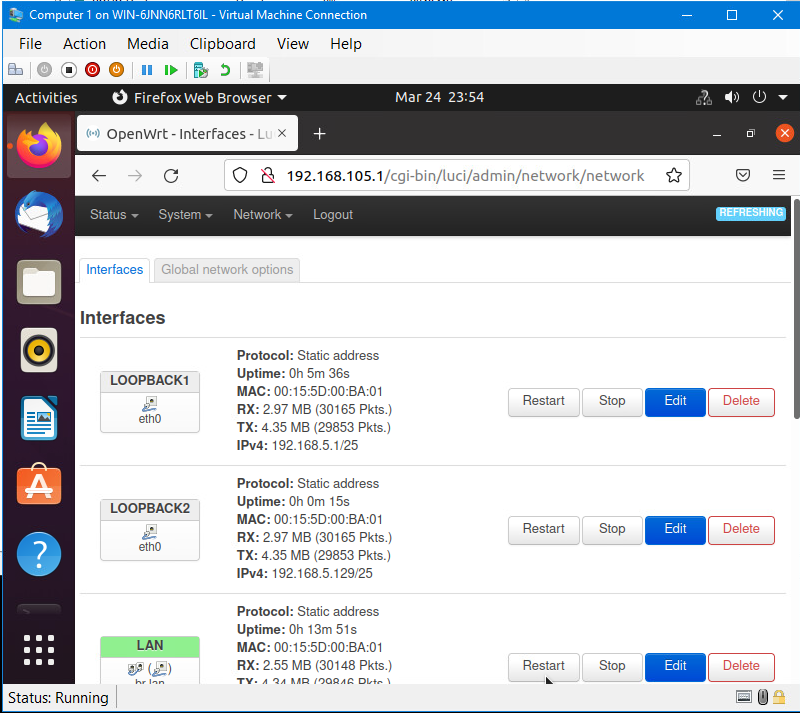 Computer 1 on WIN-6JNN6RLT6IL - Virtual Machine Connection
File Action Media Clipboard View Help
Activities Firefox Web Browser Mar 24 23:54
OpenWrt - Interfaces - Lu
192.168.105.1/cgi-bin/luci/admin/network/network
Status System Network Logout REFRESHING
Interfaces Global network options
Interfaces
LOOPBACK1
eth0
Protocol: Static address
Uptime: 0h 5m 36s
MAC: 00:15:5D:00:BA:01
RX: 2.97 MB (30165 Pkts.)
TX: 4.35 MB (29853 Pkts.)
IPv4: 192.168.5.1/25
Restart Stop Edit Delete
LOOPBACK2
eth0
Protocol: Static address
Uptime: 0h 0m 15s
MAC: 00:15:5D:00:BA:01
RX: 2.97 MB (30165 Pkts.)
TX: 4.35 MB (29853 Pkts.)
IPv4: 192.168.5.129/25
Restart Stop Edit Delete
LAN
br-lan
Protocol: Static address
Uptime: 0h 13m 51s
MAC: 00:15:5D:00:BA:01
RX: 2.55 MB (30148 Pkts.)
TX: 4.34 MB (29846 Pkts.)
Restart Stop Edit Delete
Status: Running